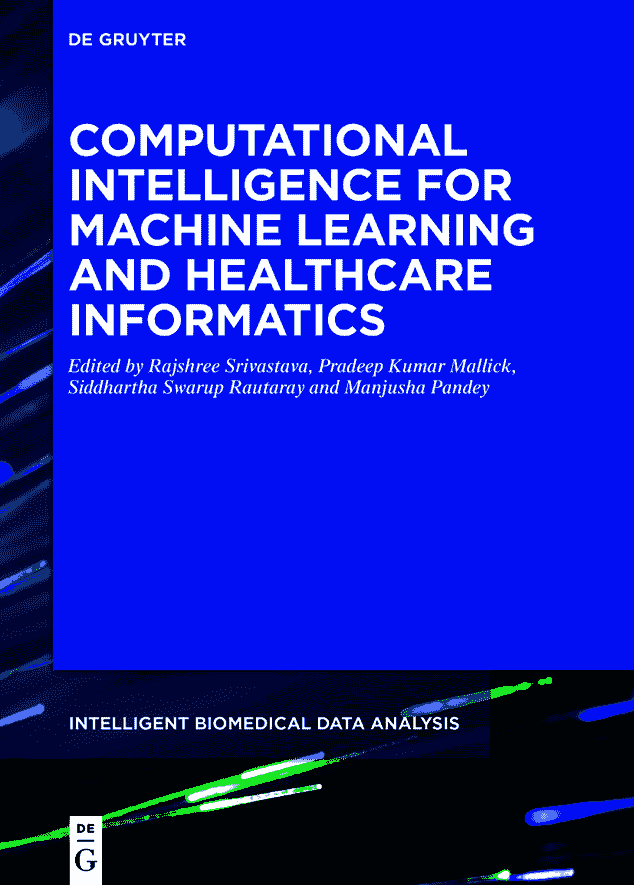 DE GRUYTER
COMPUTATIONAL
INTELLIGENCE FOR
MACHINE LEARNING
AND HEALTHCARE
INFORMATICS
Edited by Rajshree Srivastava, Pradeep Kumar Mallick,
Siddhartha Swarup Rautaray and Manjusha Pandey
INTELLIGENT BIOMEDICAL DATA ANALYSIS
DE
G